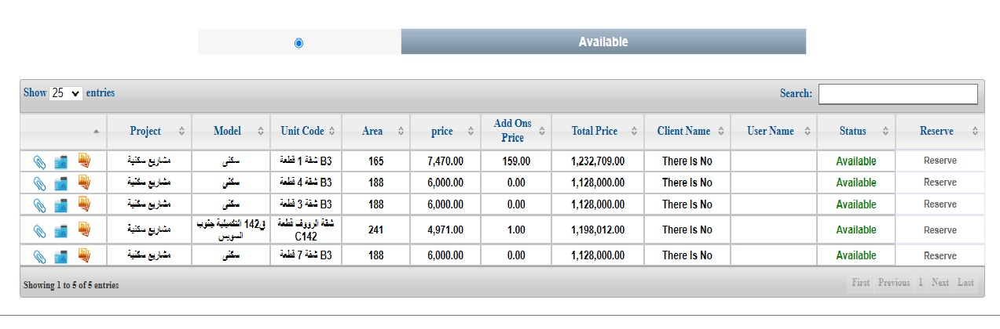 Available
Show 25 entries
Search:
Project Model Unit Code Area price Add Ons Price Total Price Client Name User Name Status Reserve
مشاريع سكنية سكنى شقة 1 قطعة B3 165 7,470.00 159.00 1,232,709.00 There Is No Available Reserve
مشاريع سكنية سكنى شقة 4 قطعة B3 188 6,000.00 0.00 1,128,000.00 There Is No Available Reserve
مشاريع سكنية سكنى شقة 3 قطعة B3 188 6,000.00 0.00 1,128,000.00 There Is No Available Reserve
مشاريع سكنية ق142 التكميلية جنوب السويس شقة الرووف قطعة C142 241 4,971.00 1.00 1,198,012.00 There Is No Available Reserve
مشاريع سكنية سكنى شقة 7 قطعة B3 188 6,000.00 0.00 1,128,000.00 There Is No Available Reserve
Showing 1 to 5 of 5 entries
First Previous 1 Next Last